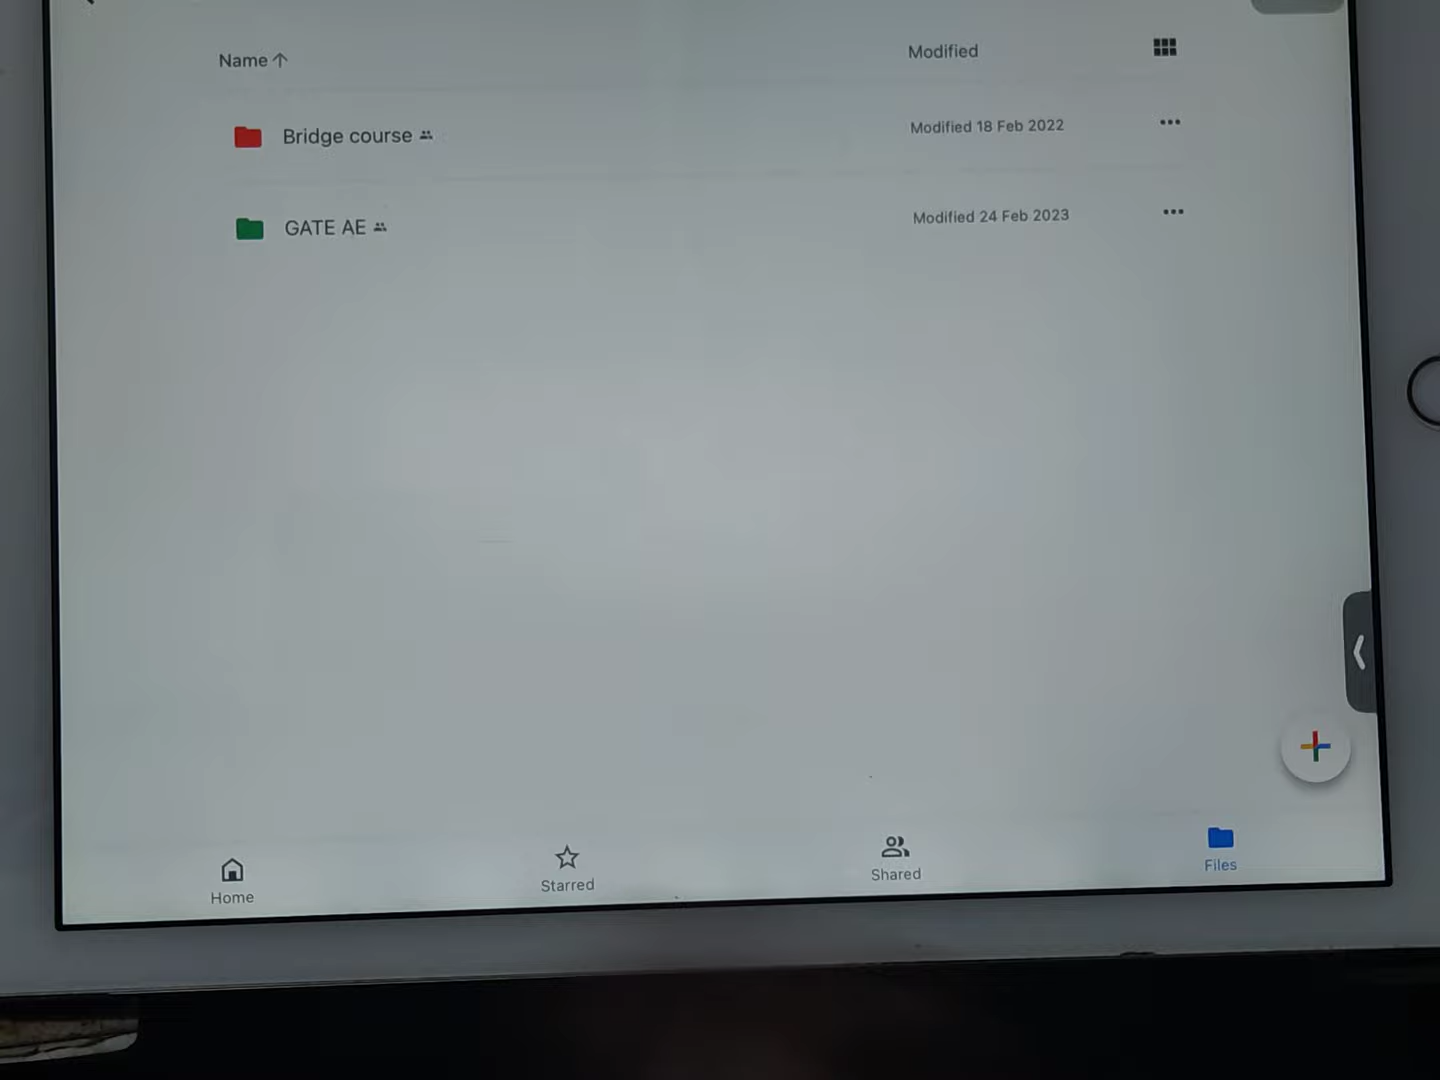 Name ↑ Modified
Bridge course Modified 18 Feb 2022
GATE AE Modified 24 Feb 2023
Home Starred Shared Files